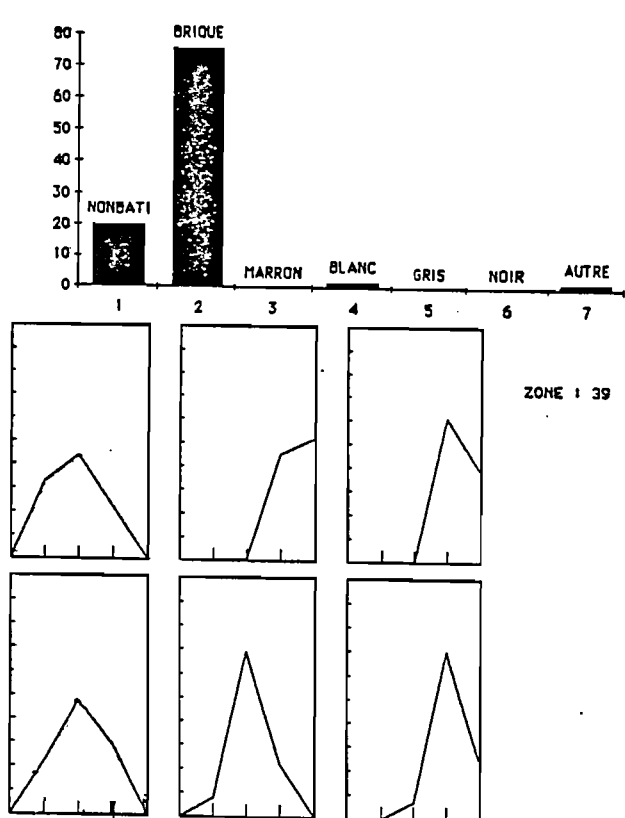 80
BRIQUE
70
60
50
40
30
NONBATI
20
10
MARRON
BLANC
GRIS
NOIR
AUTRE
0
1 2 3 4 5 6 7
ZONE : 39